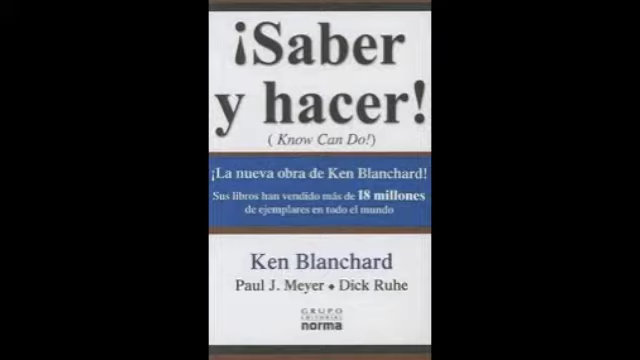 ¡Saber
y hacer!
( Know Can Do!)
¡La nueva obra de Ken Blanchard!
Sus libros han vendido más de 18 millones
de ejemplares en todo el mundo
Ken Blanchard
Paul J. Meyer ♦ Dick Ruhe
GRUPO
EDITORIAL
norma